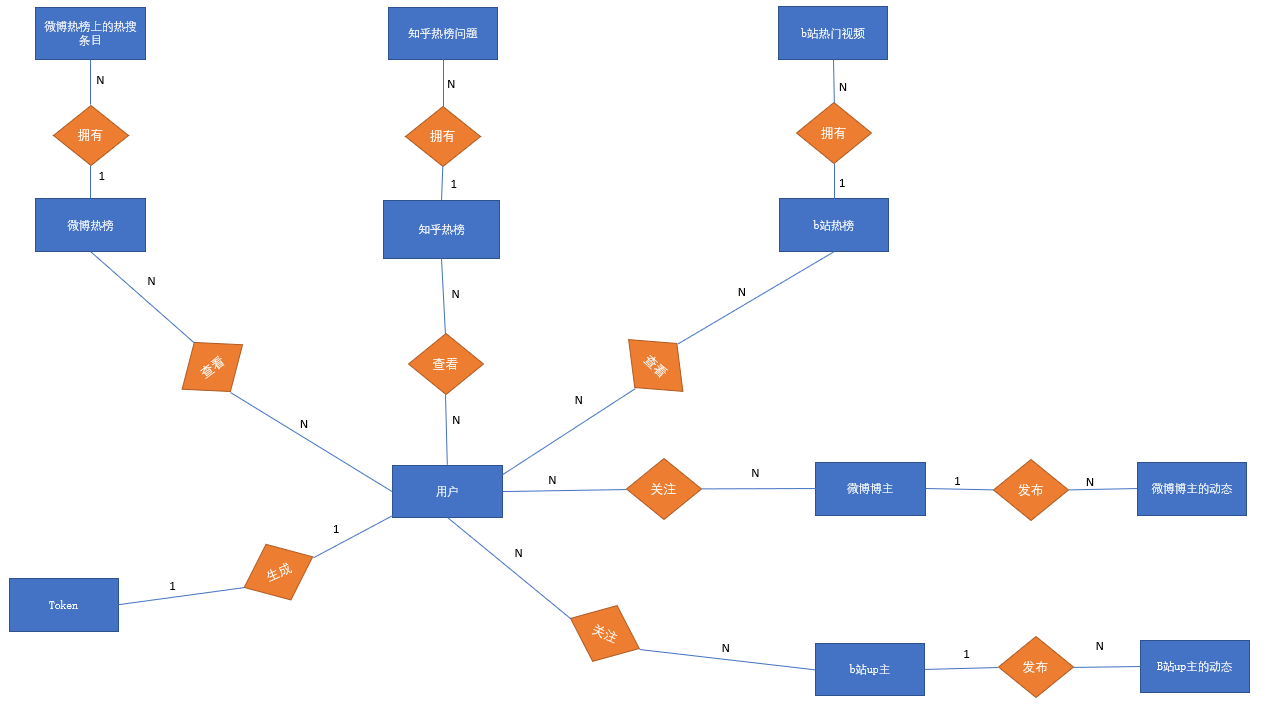 微博热榜上的热搜
条目
知乎热榜问题
b站热门视频
N
N
N
拥有
拥有
拥有
1
1
1
微博热榜
知乎热榜
b站热榜
N
N
N
查看
查看
查看
N
N
N
用户
N
关注
N
微博博主
1
发布
N
微博博主的动态
1
生成
1
Token
N
关注
N
b站up主
1
发布
N
B站up主的动态